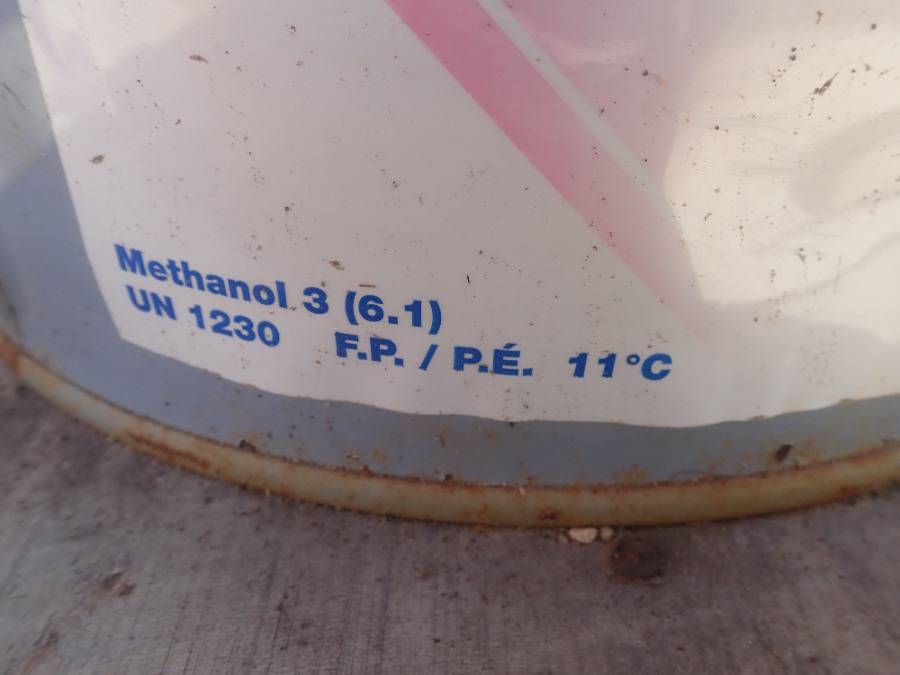 Methanol 3 (6.1)
UN 1230 F.P. / P.É. 11°C